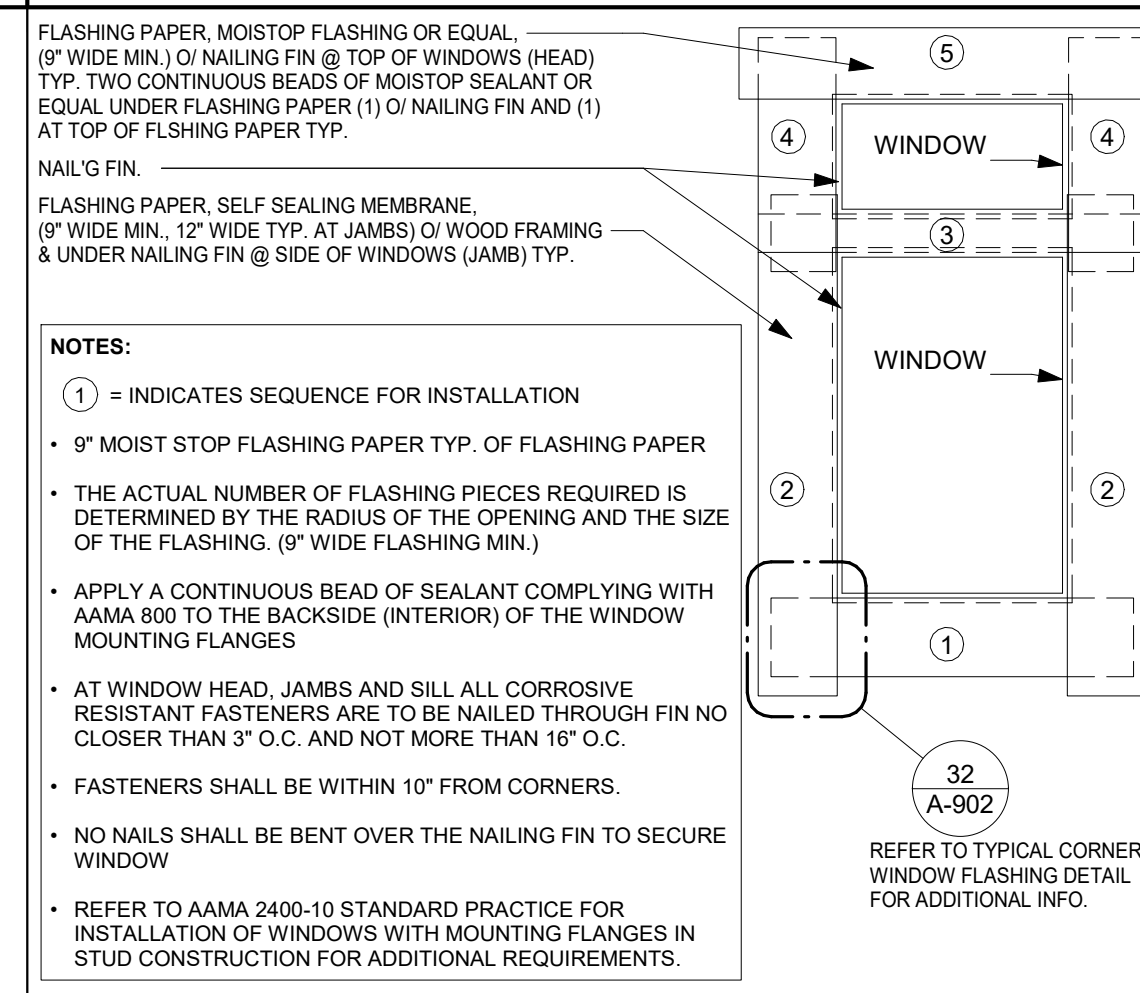 FLASHING PAPER, MOISTOP FLASHING OR EQUAL,
(9" WIDE MIN.) O/ NAILING FIN @ TOP OF WINDOWS (HEAD)
TYP. TWO CONTINUOUS BEADS OF MOISTOP SEALANT OR
EQUAL UNDER FLASHING PAPER (1) O/ NAILING FIN AND (1)
AT TOP OF FLSHING PAPER TYP.
NAIL'G FIN.
FLASHING PAPER, SELF SEALING MEMBRANE,
(9" WIDE MIN., 12" WIDE TYP. AT JAMBS) O/ WOOD FRAMING
& UNDER NAILING FIN @ SIDE OF WINDOWS (JAMB) TYP.
NOTES:
1 = INDICATES SEQUENCE FOR INSTALLATION
• 9" MOIST STOP FLASHING PAPER TYP. OF FLASHING PAPER
• THE ACTUAL NUMBER OF FLASHING PIECES REQUIRED IS
DETERMINED BY THE RADIUS OF THE OPENING AND THE SIZE
OF THE FLASHING. (9" WIDE FLASHING MIN.)
• APPLY A CONTINUOUS BEAD OF SEALANT COMPLYING WITH
AAMA 800 TO THE BACKSIDE (INTERIOR) OF THE WINDOW
MOUNTING FLANGES
• AT WINDOW HEAD, JAMBS AND SILL ALL CORROSIVE
RESISTANT FASTENERS ARE TO BE NAILED THROUGH FIN NO
CLOSER THAN 3" O.C. AND NOT MORE THAN 16" O.C.
• FASTENERS SHALL BE WITHIN 10" FROM CORNERS.
• NO NAILS SHALL BE BENT OVER THE NAILING FIN TO SECURE
WINDOW
• REFER TO AAMA 2400-10 STANDARD PRACTICE FOR
INSTALLATION OF WINDOWS WITH MOUNTING FLANGES IN
STUD CONSTRUCTION FOR ADDITIONAL REQUIREMENTS.
5
4 WINDOW 4
3
WINDOW
2 2
1
32
A-902
REFER TO TYPICAL CORNER
WINDOW FLASHING DETAIL
FOR ADDITIONAL INFO.